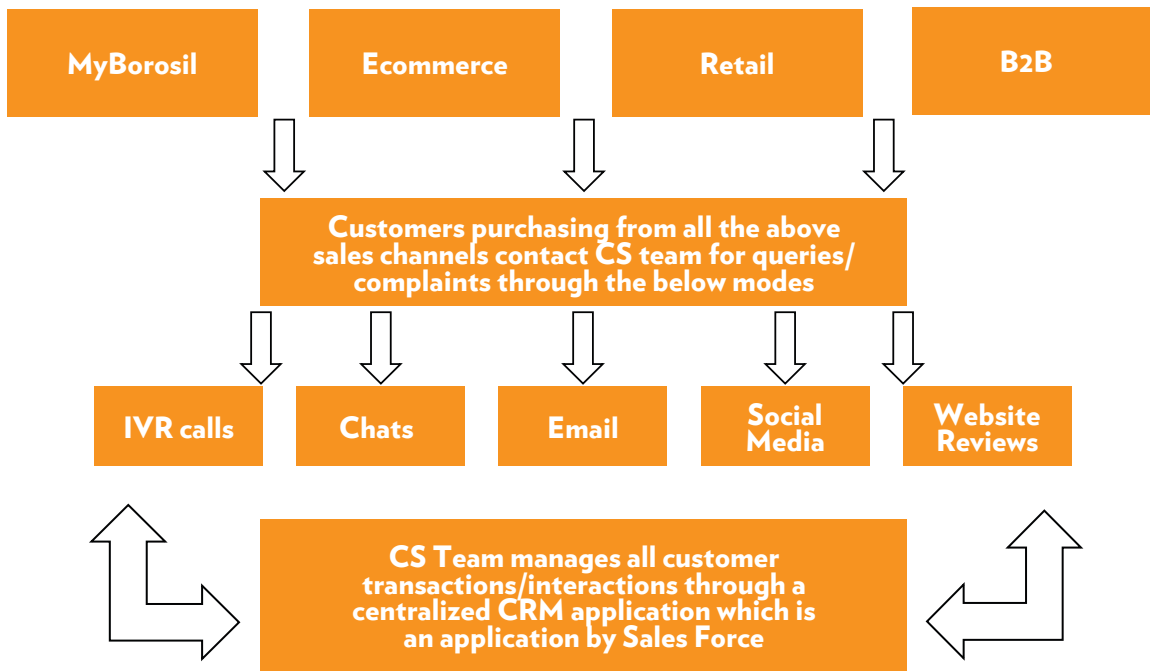 MyBorosil
Ecommerce
Retail
B2B
Customers purchasing from all the above
sales channels contact CS team for queries/
complaints through the below modes
IVR calls
Chats
Email
Social
Media
Website
Reviews
CS Team manages all customer
transactions/interactions through a
centralized CRM application which is
an application by Sales Force